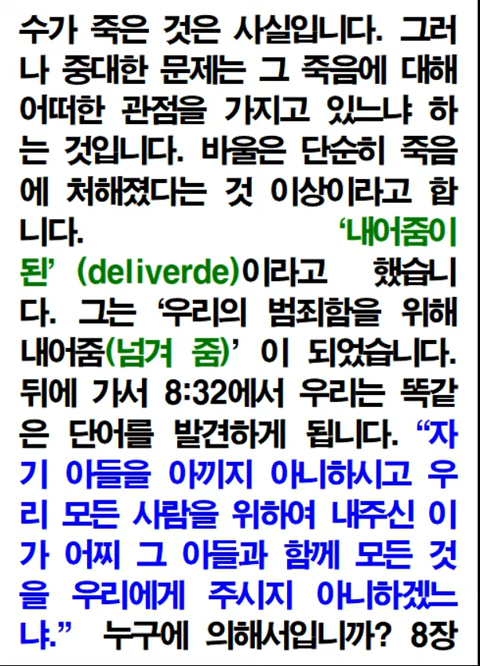 수가 죽은 것은 사실입니다. 그러
나 중대한 문제는 그 죽음에 대해
어떠한 관점을 가지고 있느냐 하
는 것입니다. 바울은 단순히 죽음
에 처해졌다는 것 이상이라고 합
니다. ‘내어줌이
된’ (deliverde)이라고 했습니
다. 그는 ‘우리의 범죄함을 위해
내어줌(넘겨 줌)’ 이 되었습니다.
뒤에 가서 8:32에서 우리는 똑같
은 단어를 발견하게 됩니다. “자
기 아들을 아끼지 아니하시고 우
리 모든 사람을 위하여 내주신 이
가 어찌 그 아들과 함께 모든 것
을 우리에게 주시지 아니하겠느
냐.” 누구에 의해서입니까? 8장